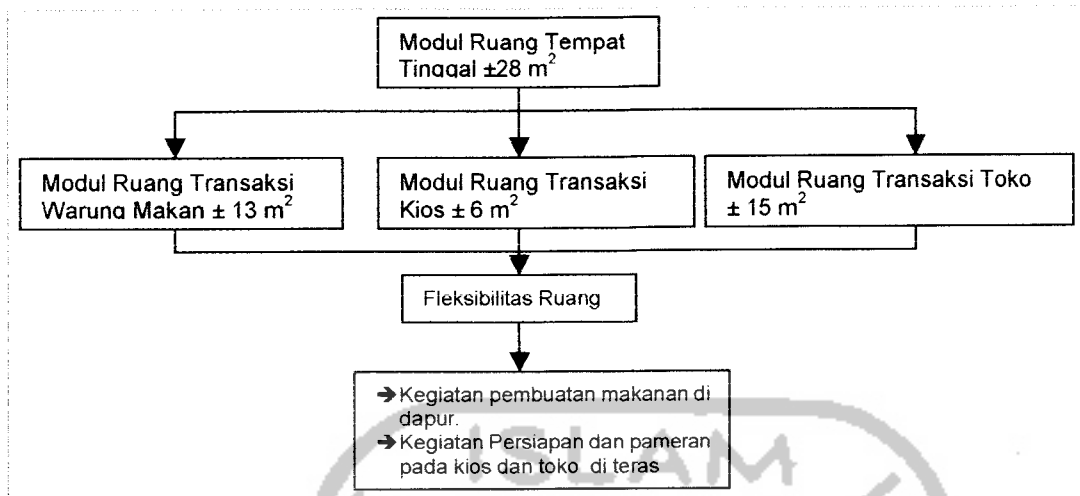 Modul Ruang Tempat
Tinggal ±28 m²
Modul Ruang Transaksi
Warung Makan ± 13 m²
Modul Ruang Transaksi
Kios ± 6 m²
Modul Ruang Transaksi Toko
± 15 m²
Fleksibilitas Ruang
➔Kegiatan pembuatan makanan di
dapur.
➔Kegiatan Persiapan dan pameran
pada kios dan toko di teras
ISLAM